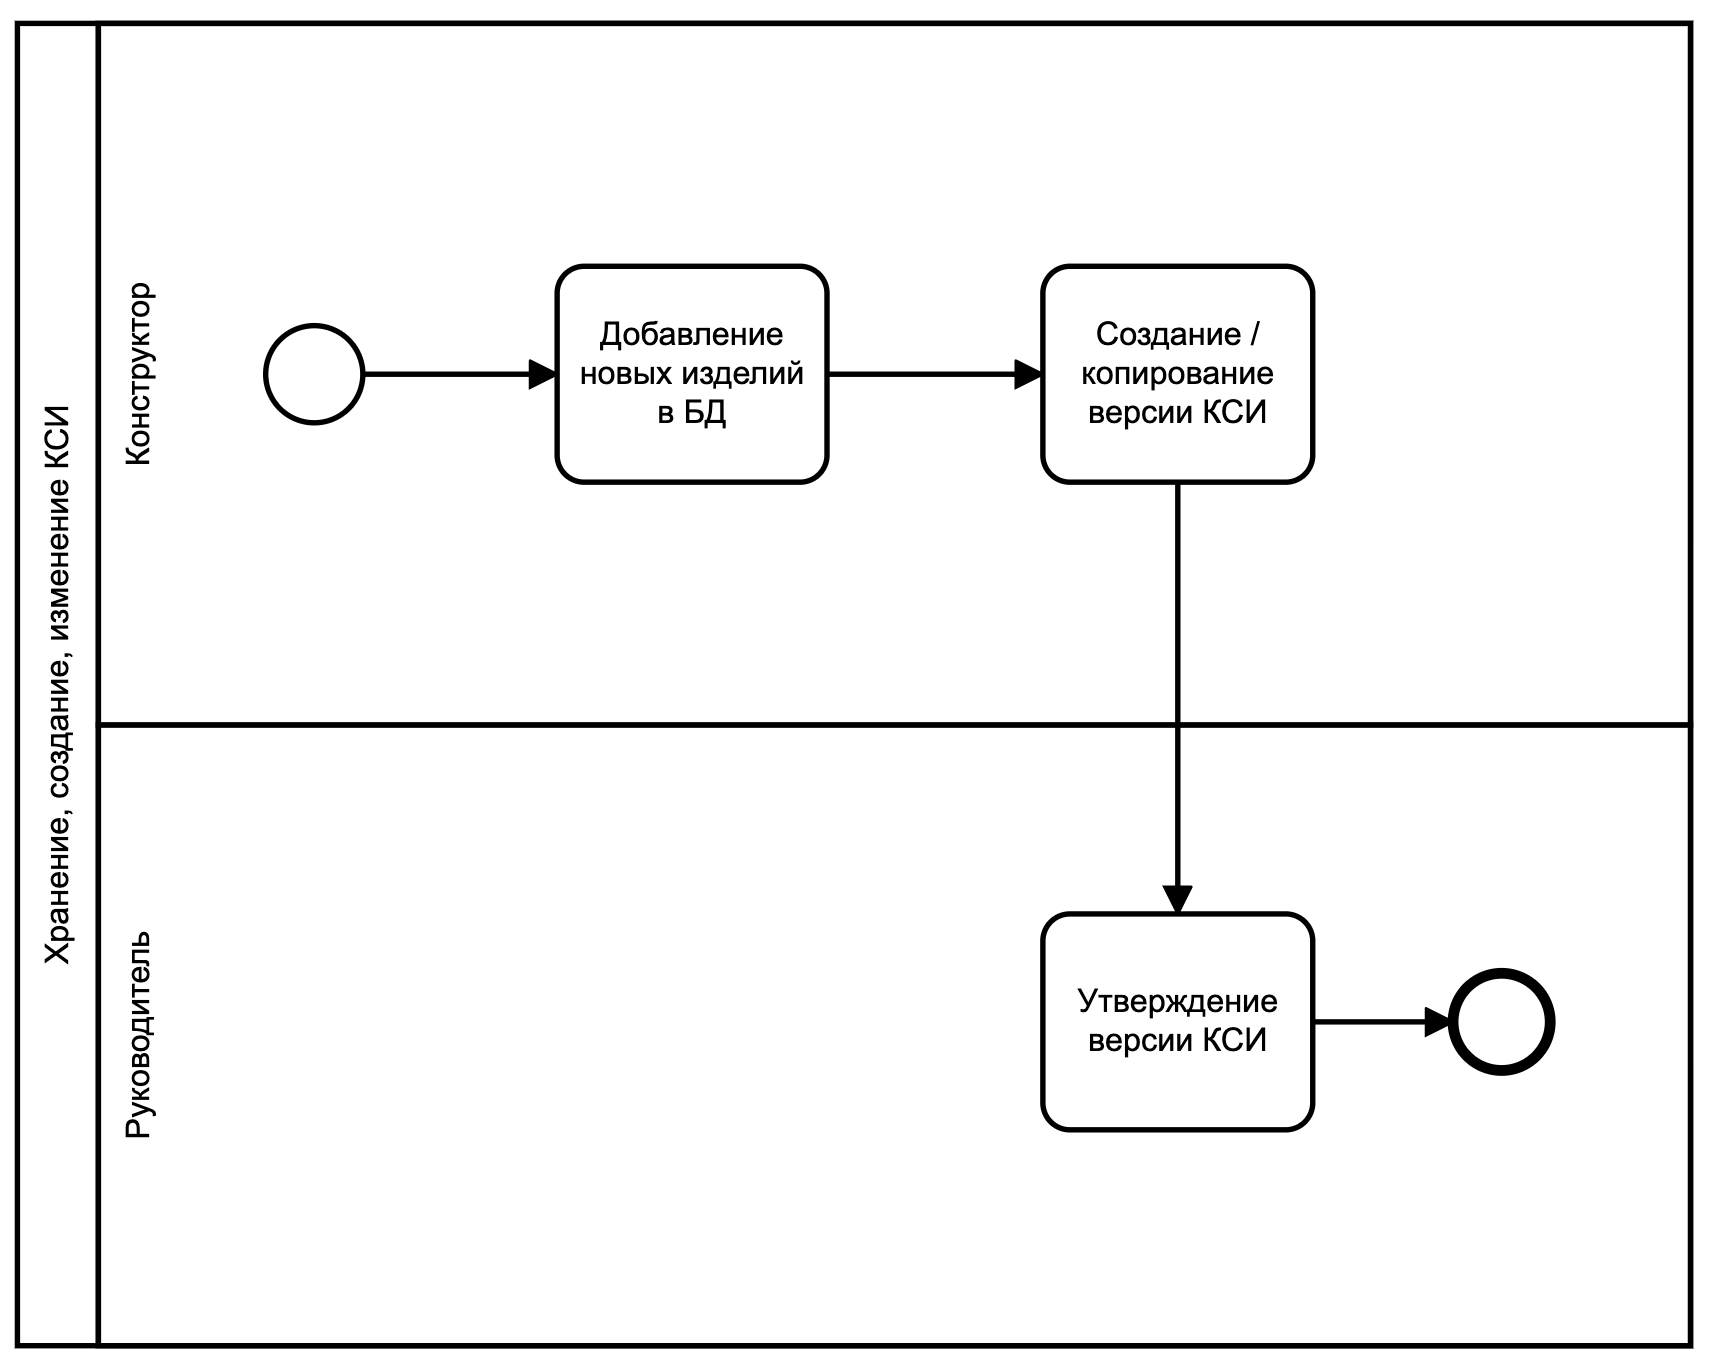 Хранение, создание, изменение КСИ
Конструктор
Добавление
новых изделий
в БД
Создание /
копирование
версии КСИ
Руководитель
Утверждение
версии КСИ